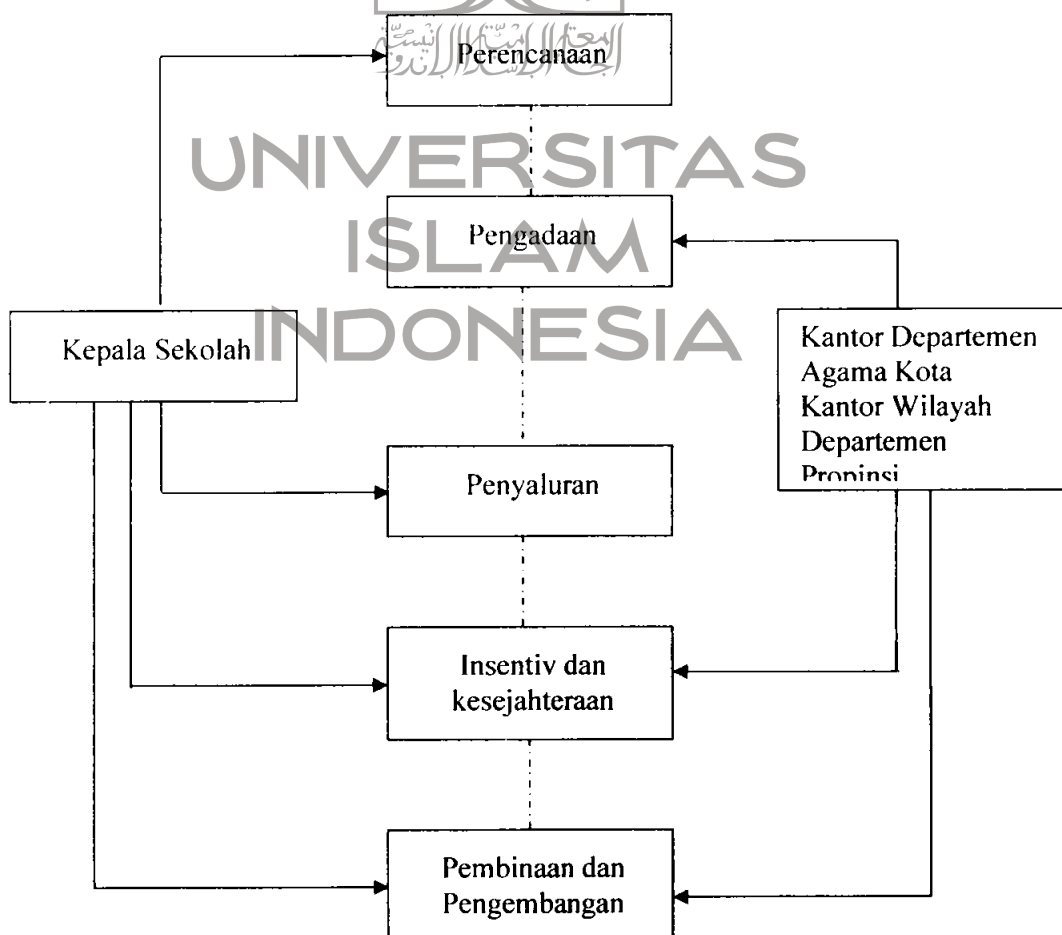 Perencanaan
UNIVERSITAS
ISLAM
INDONESIA
Pengadaan
Kepala Sekolah
Kantor Departemen
Agama Kota
Kantor Wilayah
Departemen
Propinsi
Penyaluran
Insentiv dan
kesejahteraan
Pembinaan dan
Pengembangan